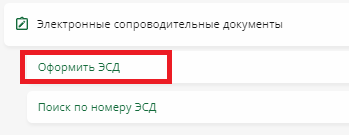 Электронные сопроводительные документы
Оформить ЭСД
Поиск по номеру ЭСД